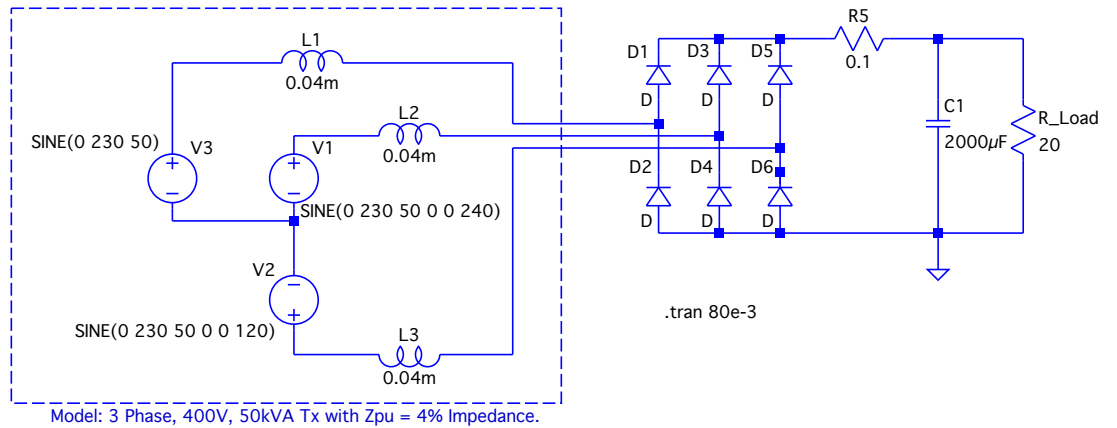 L1
0.04m
L2
0.04m
SINE(0 230 50)
V3
V1
SINE(0 230 50 0 0 240)
V2
SINE(0 230 50 0 0 120)
L3
0.04m
Model: 3 Phase, 400V, 50kVA Tx with Zpu = 4% Impedance.
D1
D
D3
D
D5
D
D2
D
D4
D
D6
D
R5
0.1
C1
2000µF
R_Load
20
.tran 80e-3